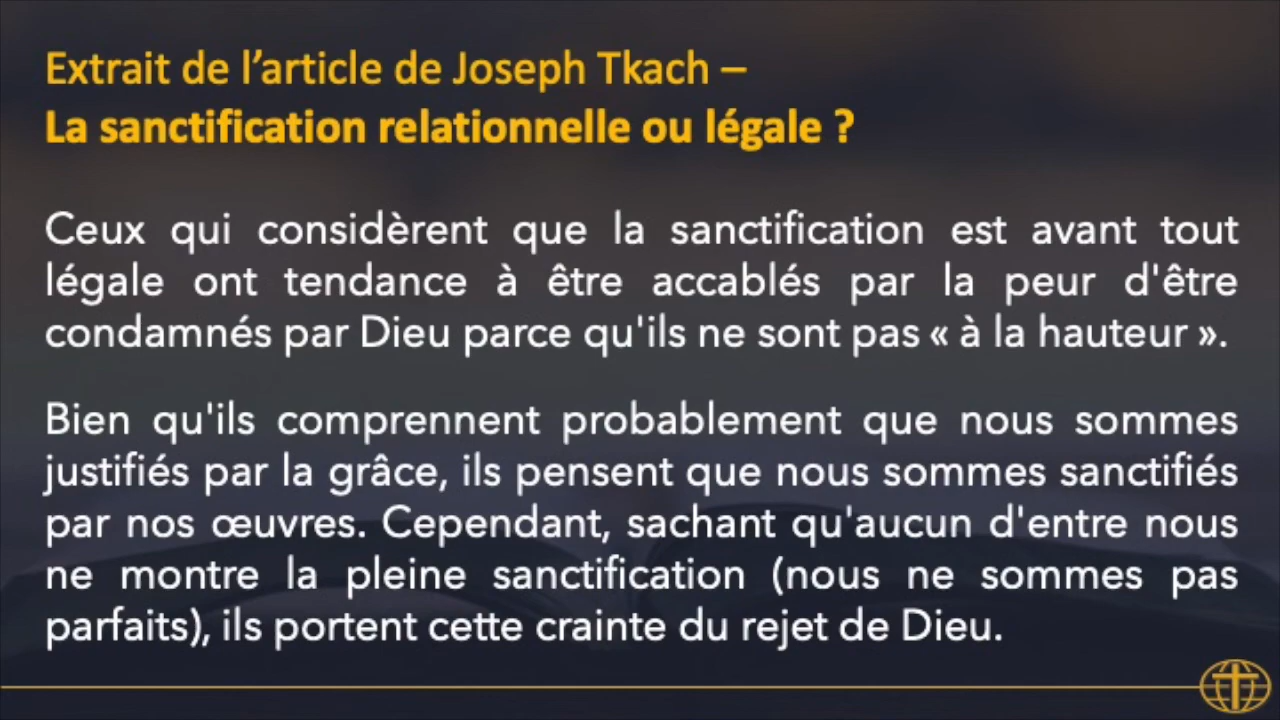 Extrait de l’article de Joseph Tkach –
La sanctification relationnelle ou légale ?
Ceux qui considèrent que la sanctification est avant tout
légale ont tendance à être accablés par la peur d'être
condamnés par Dieu parce qu'ils ne sont pas « à la hauteur ».
Bien qu'ils comprennent probablement que nous sommes
justifiés par la grâce, ils pensent que nous sommes sanctifiés
par nos œuvres. Cependant, sachant qu'aucun d'entre nous
ne montre la pleine sanctification (nous ne sommes pas
parfaits), ils portent cette crainte du rejet de Dieu.